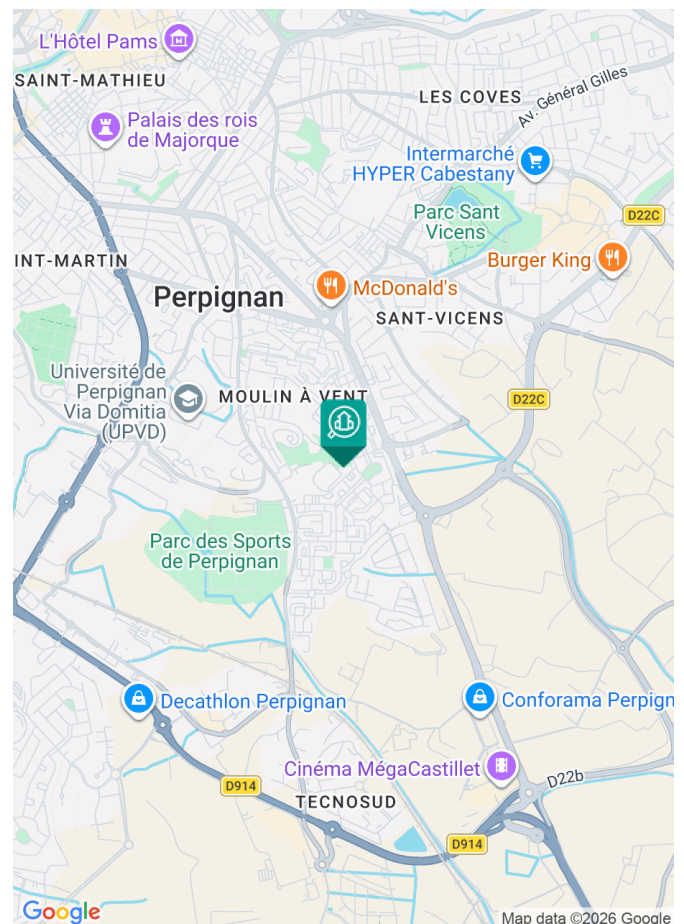 L'Hôtel Pams
SAINT-MATHIEU
LES COVES
Av. Général Gilles
Palais des rois
de Majorque
Intermarché
HYPER Cabestany
Parc Sant
Vicens
D22C
INT-MARTIN
Burger King
Perpignan
McDonald's
SANT-VICENS
Université de
Perpignan
Via Domitia
(UPVD)
MOULIN À VENT
D22C
Parc des Sports
de Perpignan
Decathlon Perpignan
Conforama Perpign
Cinéma MégaCastillet
D22b
D914
TECNOSUD
D914
Google
Map data ©2026 Google